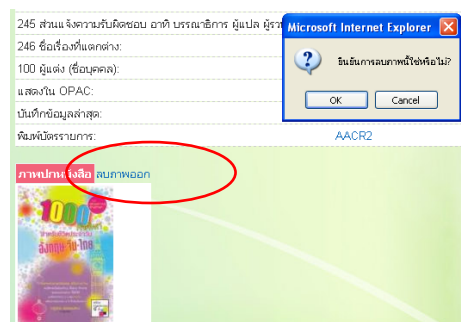 245 ส่วนแจ้งความรับผิดชอบ อาทิ บรรณาธิการ ผู้แปล
246 ชื่อเรื่องที่แตกต่าง:
100 ผู้แต่ง (ชื่อบุคคล):
แสดงใน OPAC:
บันทึกข้อมูลล่าสุด:
พิมพ์บัตรรายการ:
AACR2
Microsoft Internet Explorer
ยืนยันการลบภาพนี้ใช่หรือไม่?
OK
Cancel
ภาพปกหนังสือ ลบภาพออก
1000
อังกฤษ-จีน-ไทย